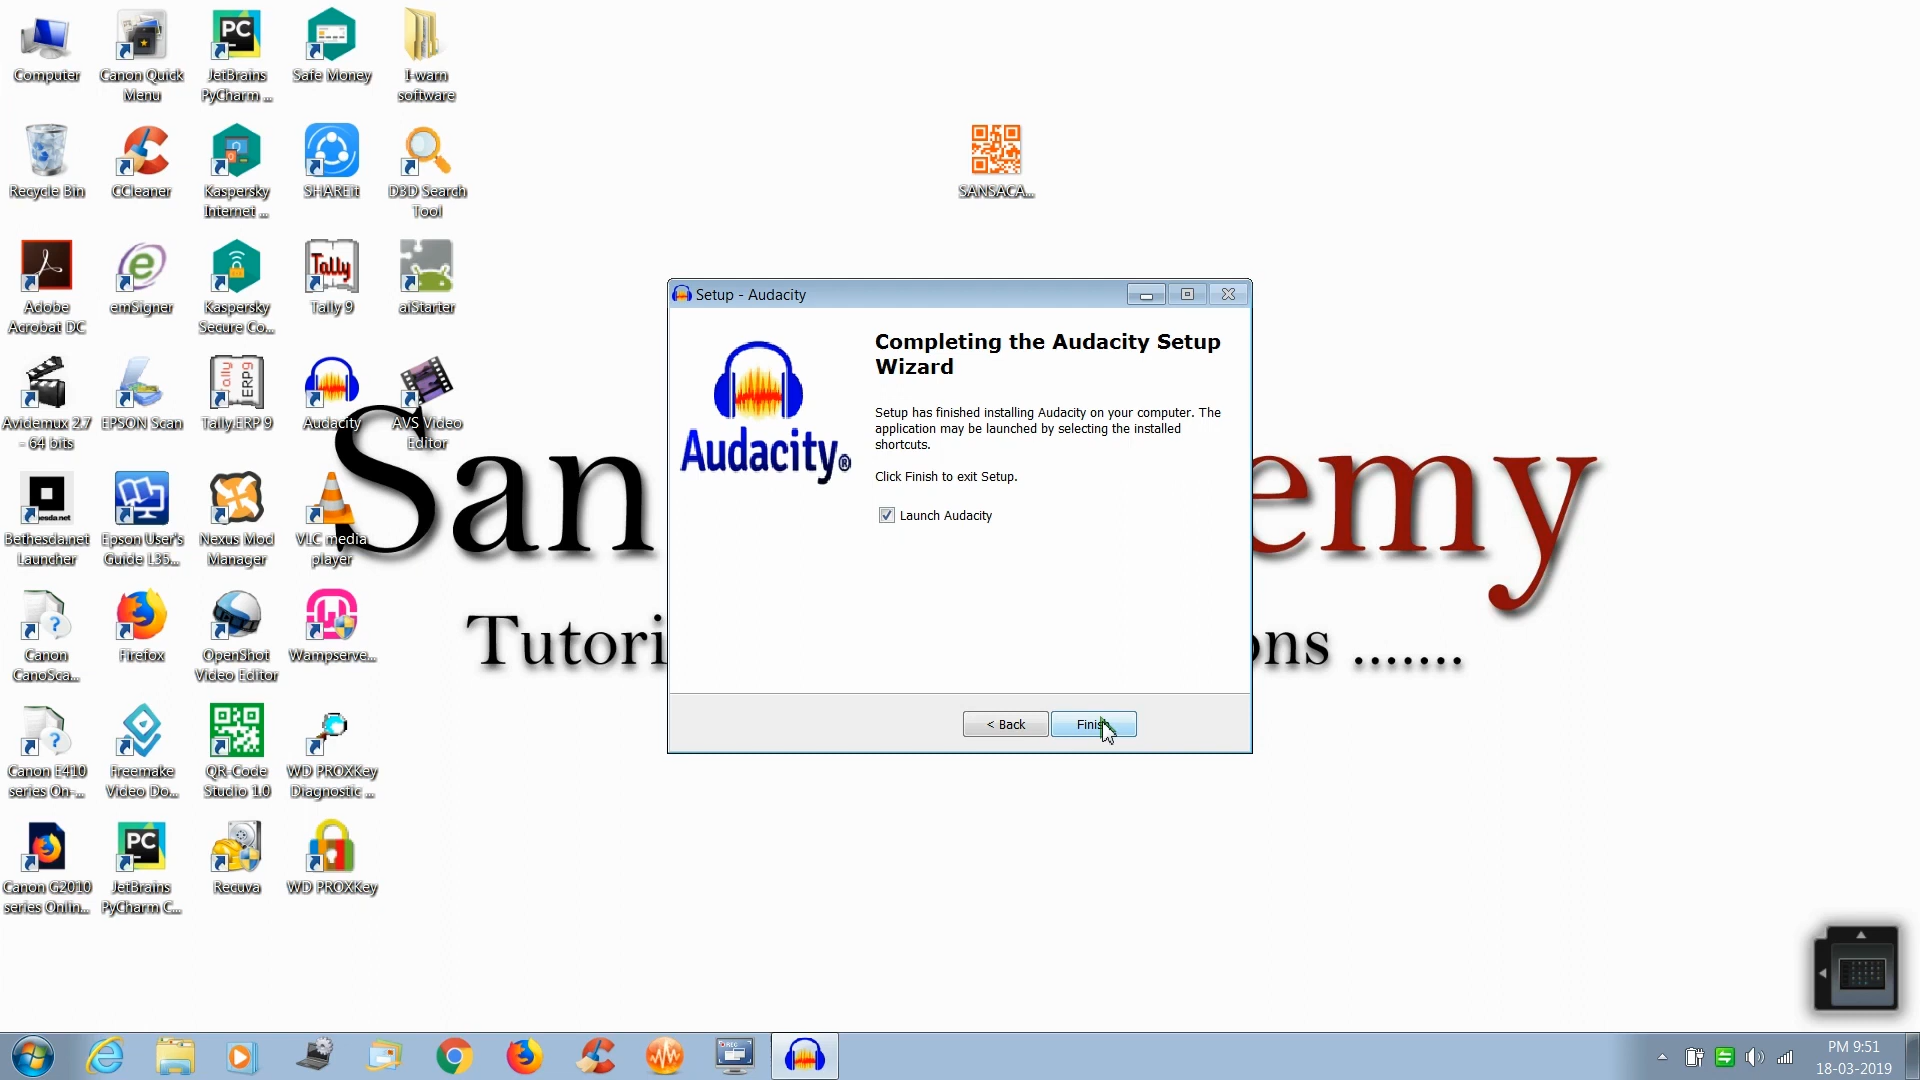 Computer
Canon Quick
Menu
JetBrains
PyCharm ...
Safe Money
I-warn
software
Recycle Bin
CCleaner
Kaspersky
Internet ...
SHAREit
D3D Search
Tool
SANSACA...
Adobe
Acrobat DC
emSigner
Kaspersky
Secure Co...
Tally
Tally 9
aiStarter
Avidemux 2.7
- 64 bits
EPSON Scan
Tally.ERP 9
Audacity
AVS Video
Editor
Bethesda.net
Launcher
Epson User's
Guide L35...
Nexus Mod
Manager
VLC media
player
Canon
CanoSca...
Firefox
OpenShot
Video Editor
Wampserve...
Canon E410
series On-...
Freemake
Video Do...
QR-Code
Studio 1.0
WD PROXKey
Diagnostic ...
Canon G2010
series Onlin...
JetBrains
PyCharm C...
Recuva
WD PROXKey
San emy
Tutori ons .......
Setup - Audacity
Audacity®
Completing the Audacity Setup
Wizard
Setup has finished installing Audacity on your computer. The
application may be launched by selecting the installed
shortcuts.
Click Finish to exit Setup.
Launch Audacity
< Back
Finish
PM 9:51
18-03-2019